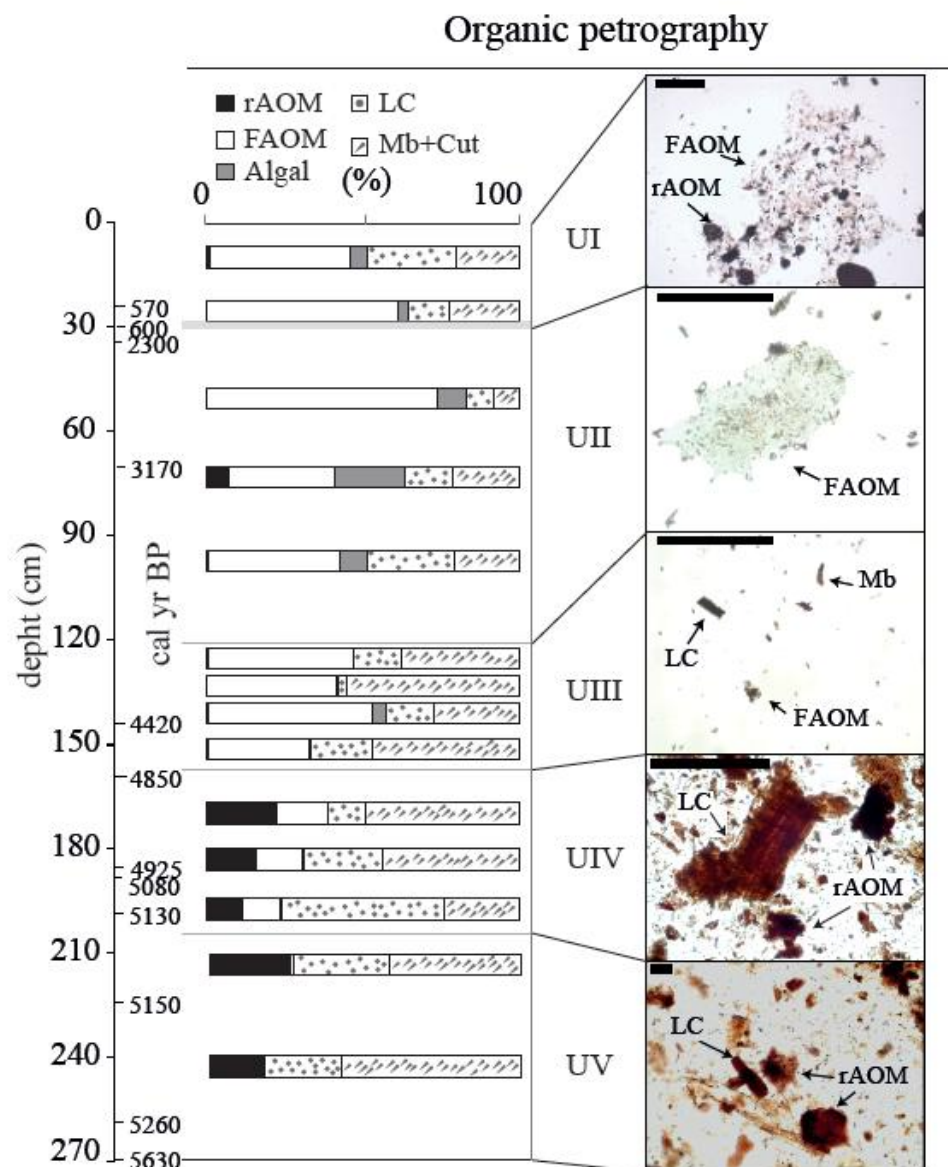 Organic petrography
rAOM LC
FAOM Mb+Cut
Algal (%)
0 100
0
30
60
90
120
150
180
210
240
270
depht (cm)
570
600
2300
3170
4420
4850
4925
5080
5130
5150
5260
5630
cal yr BP
UI
UII
UIII
UIV
UV
FAOM
rAOM
FAOM
Mb
LC
FAOM
LC
rAOM
LC
rAOM